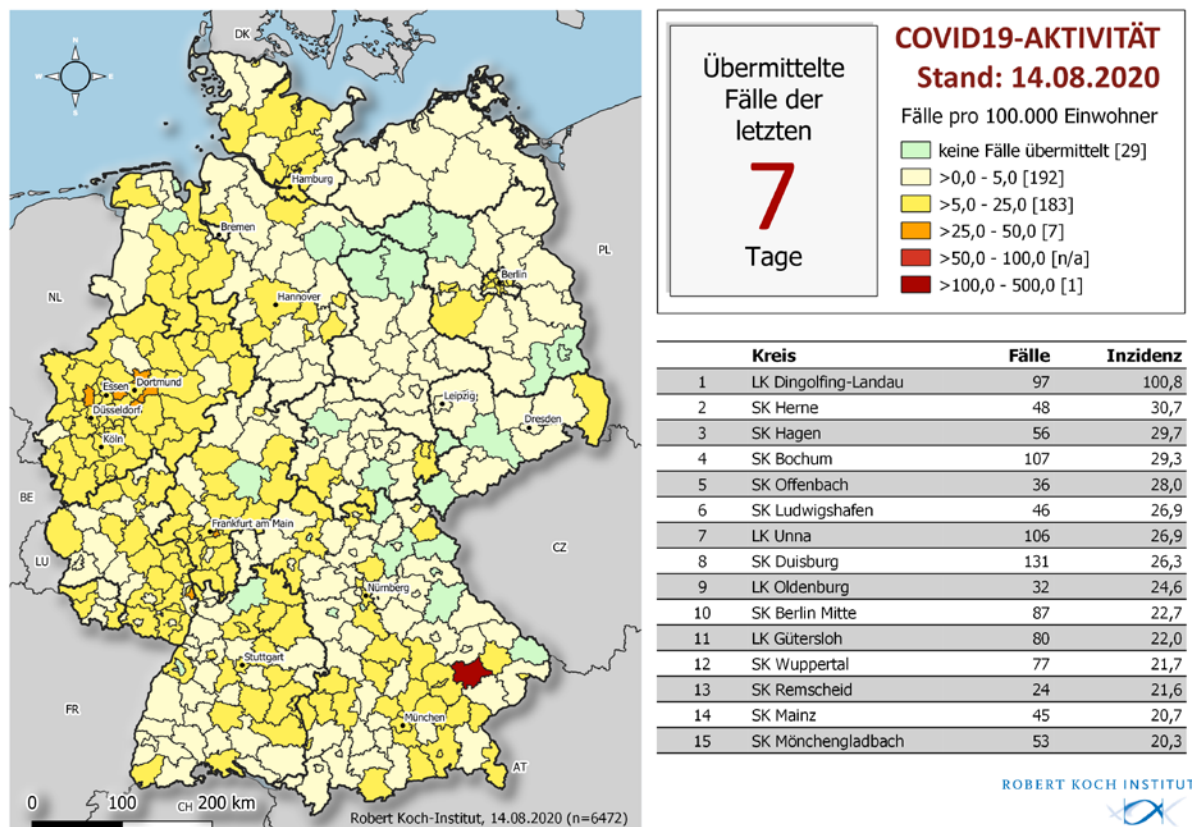 DK
N
W
E
S
Hamburg
Bremen
PL
Berlin
NL
Hannover
Essen
Dortmund
Düsseldorf
Leipzig
Dresden
Köln
BE
Frankfurt am Main
LU
CZ
Nürnberg
Stuttgart
FR
München
AT
0 100 CH 200 km
Robert Koch-Institut, 14.08.2020 (n=6472)
Übermittelte
Fälle der
letzten
7
Tage
COVID19-AKTIVITÄT
Stand: 14.08.2020
Fälle pro 100.000 Einwohner
keine Fälle übermittelt [29]
>0,0 - 5,0 [192]
>5,0 - 25,0 [183]
>25,0 - 50,0 [7]
>50,0 - 100,0 [n/a]
>100,0 - 500,0 [1]
Kreis Fälle Inzidenz
1 LK Dingolfing-Landau 97 100,8
2 SK Herne 48 30,7
3 SK Hagen 56 29,7
4 SK Bochum 107 29,3
5 SK Offenbach 36 28,0
6 SK Ludwigshafen 46 26,9
7 LK Unna 106 26,9
8 SK Duisburg 131 26,3
9 LK Oldenburg 32 24,6
10 SK Berlin Mitte 87 22,7
11 LK Gütersloh 80 22,0
12 SK Wuppertal 77 21,7
13 SK Remscheid 24 21,6
14 SK Mainz 45 20,7
15 SK Mönchengladbach 53 20,3
ROBERT KOCH INSTITUT